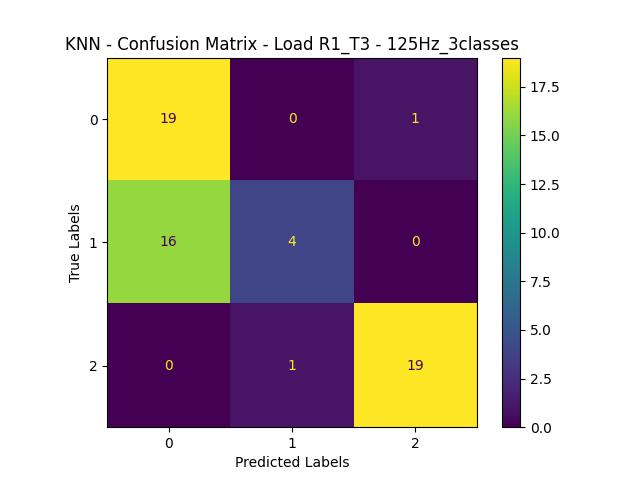 KNN - Confusion Matrix - Load R1_T3 - 125Hz_3classes
True Labels
0 19 0 1
1 16 4 0
2 0 1 19
0 1 2
Predicted Labels
17.5
15.0
12.5
10.0
7.5
5.0
2.5
0.0